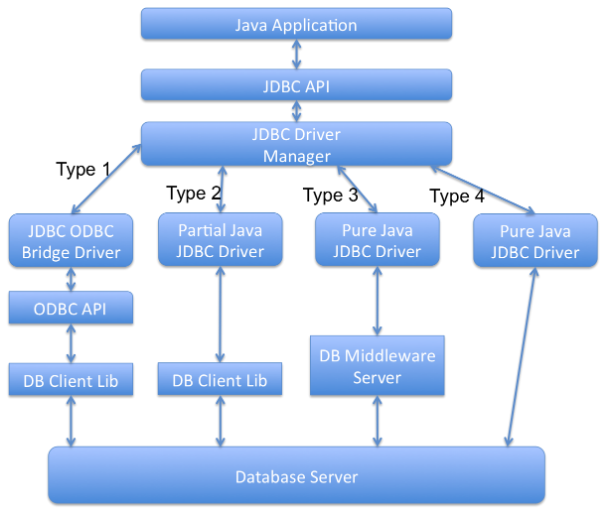 Java Application
JDBC API
JDBC Driver
Manager
Type 1
Type 2
Type 3
Type 4
JDBC ODBC
Bridge Driver
Partial Java
JDBC Driver
Pure Java
JDBC Driver
Pure Java
JDBC Driver
ODBC API
DB Client Lib
DB Client Lib
DB Middleware
Server
Database Server